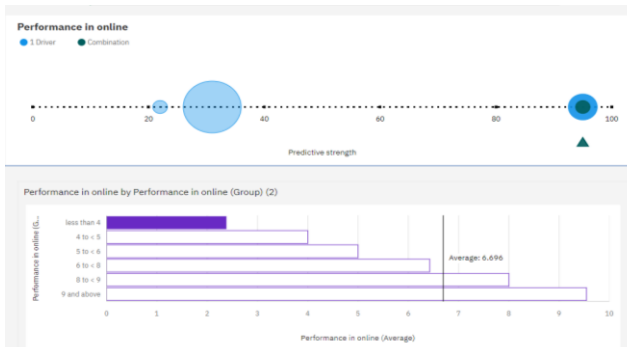 Performance in online
1 Driver Combination
0 20 40 60 80 100
Predictive strength
Performance in online by Performance in online (Group) (2)
Performance in online (G...
less than 4
4 to < 5
5 to < 6
6 to < 8
8 to < 9
9 and above
Average: 6.696
0 1 2 3 4 5 6 7 8 9 10
Performance in online (Average)